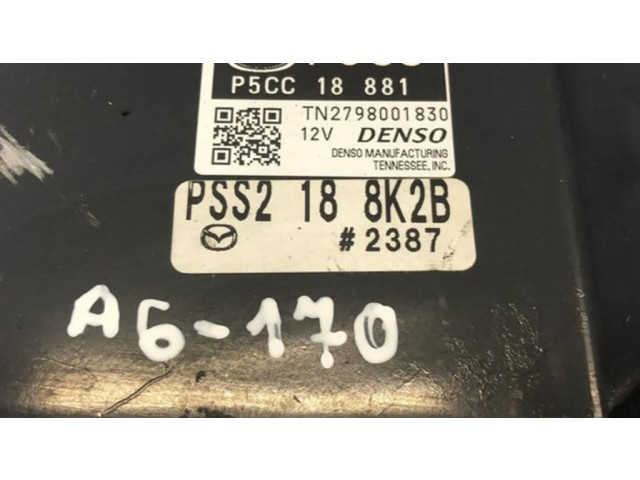 P5CC 18 881
TN2798001830
12V DENSO
DENSO MANUFACTURING
TENNESSEE, INC.
PSS2 18 8K2B
#2387
A6-170